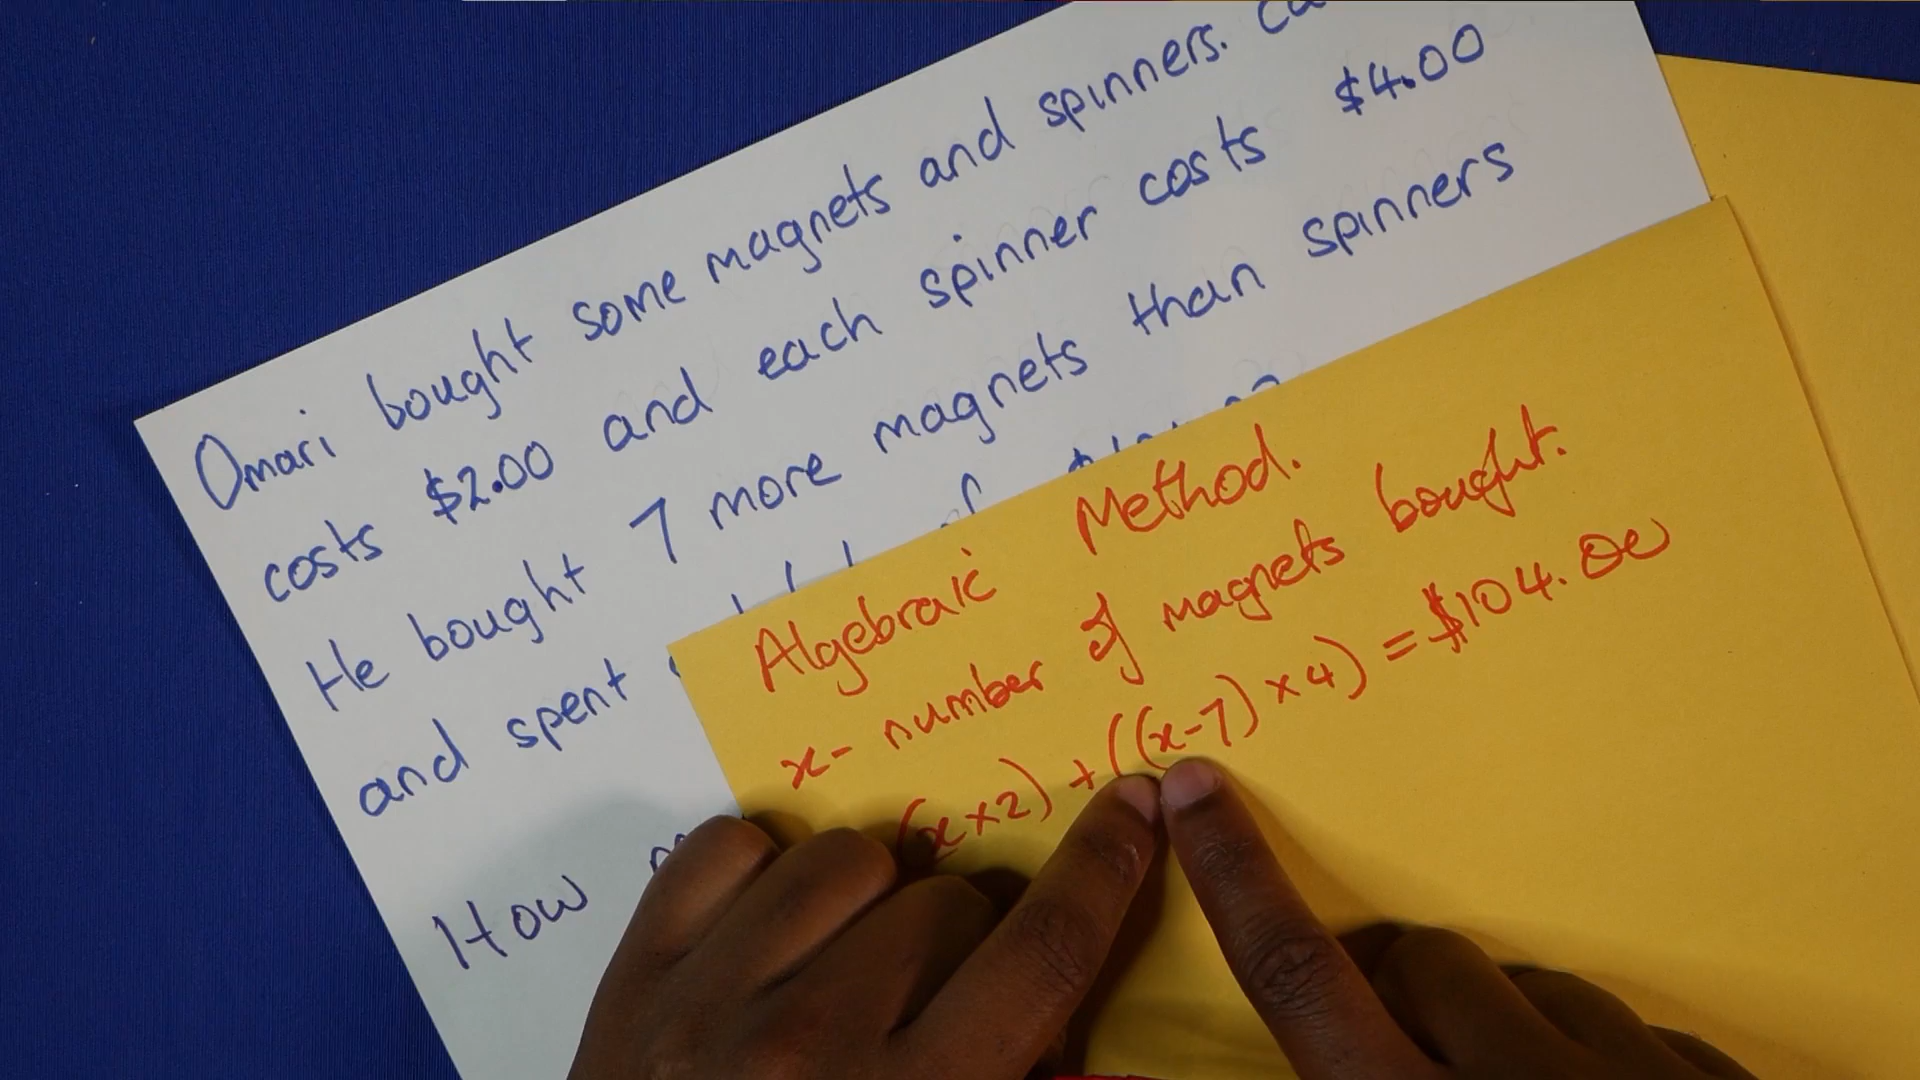 Omari bought some magnets and spinners.
costs $2.00 and each spinner costs $4.00
He bought 7 more magnets than spinners
and spent
How
Algebraic Method.
x- number of magnets bought.
(x×2) + ((x-7)×4) = $104.00